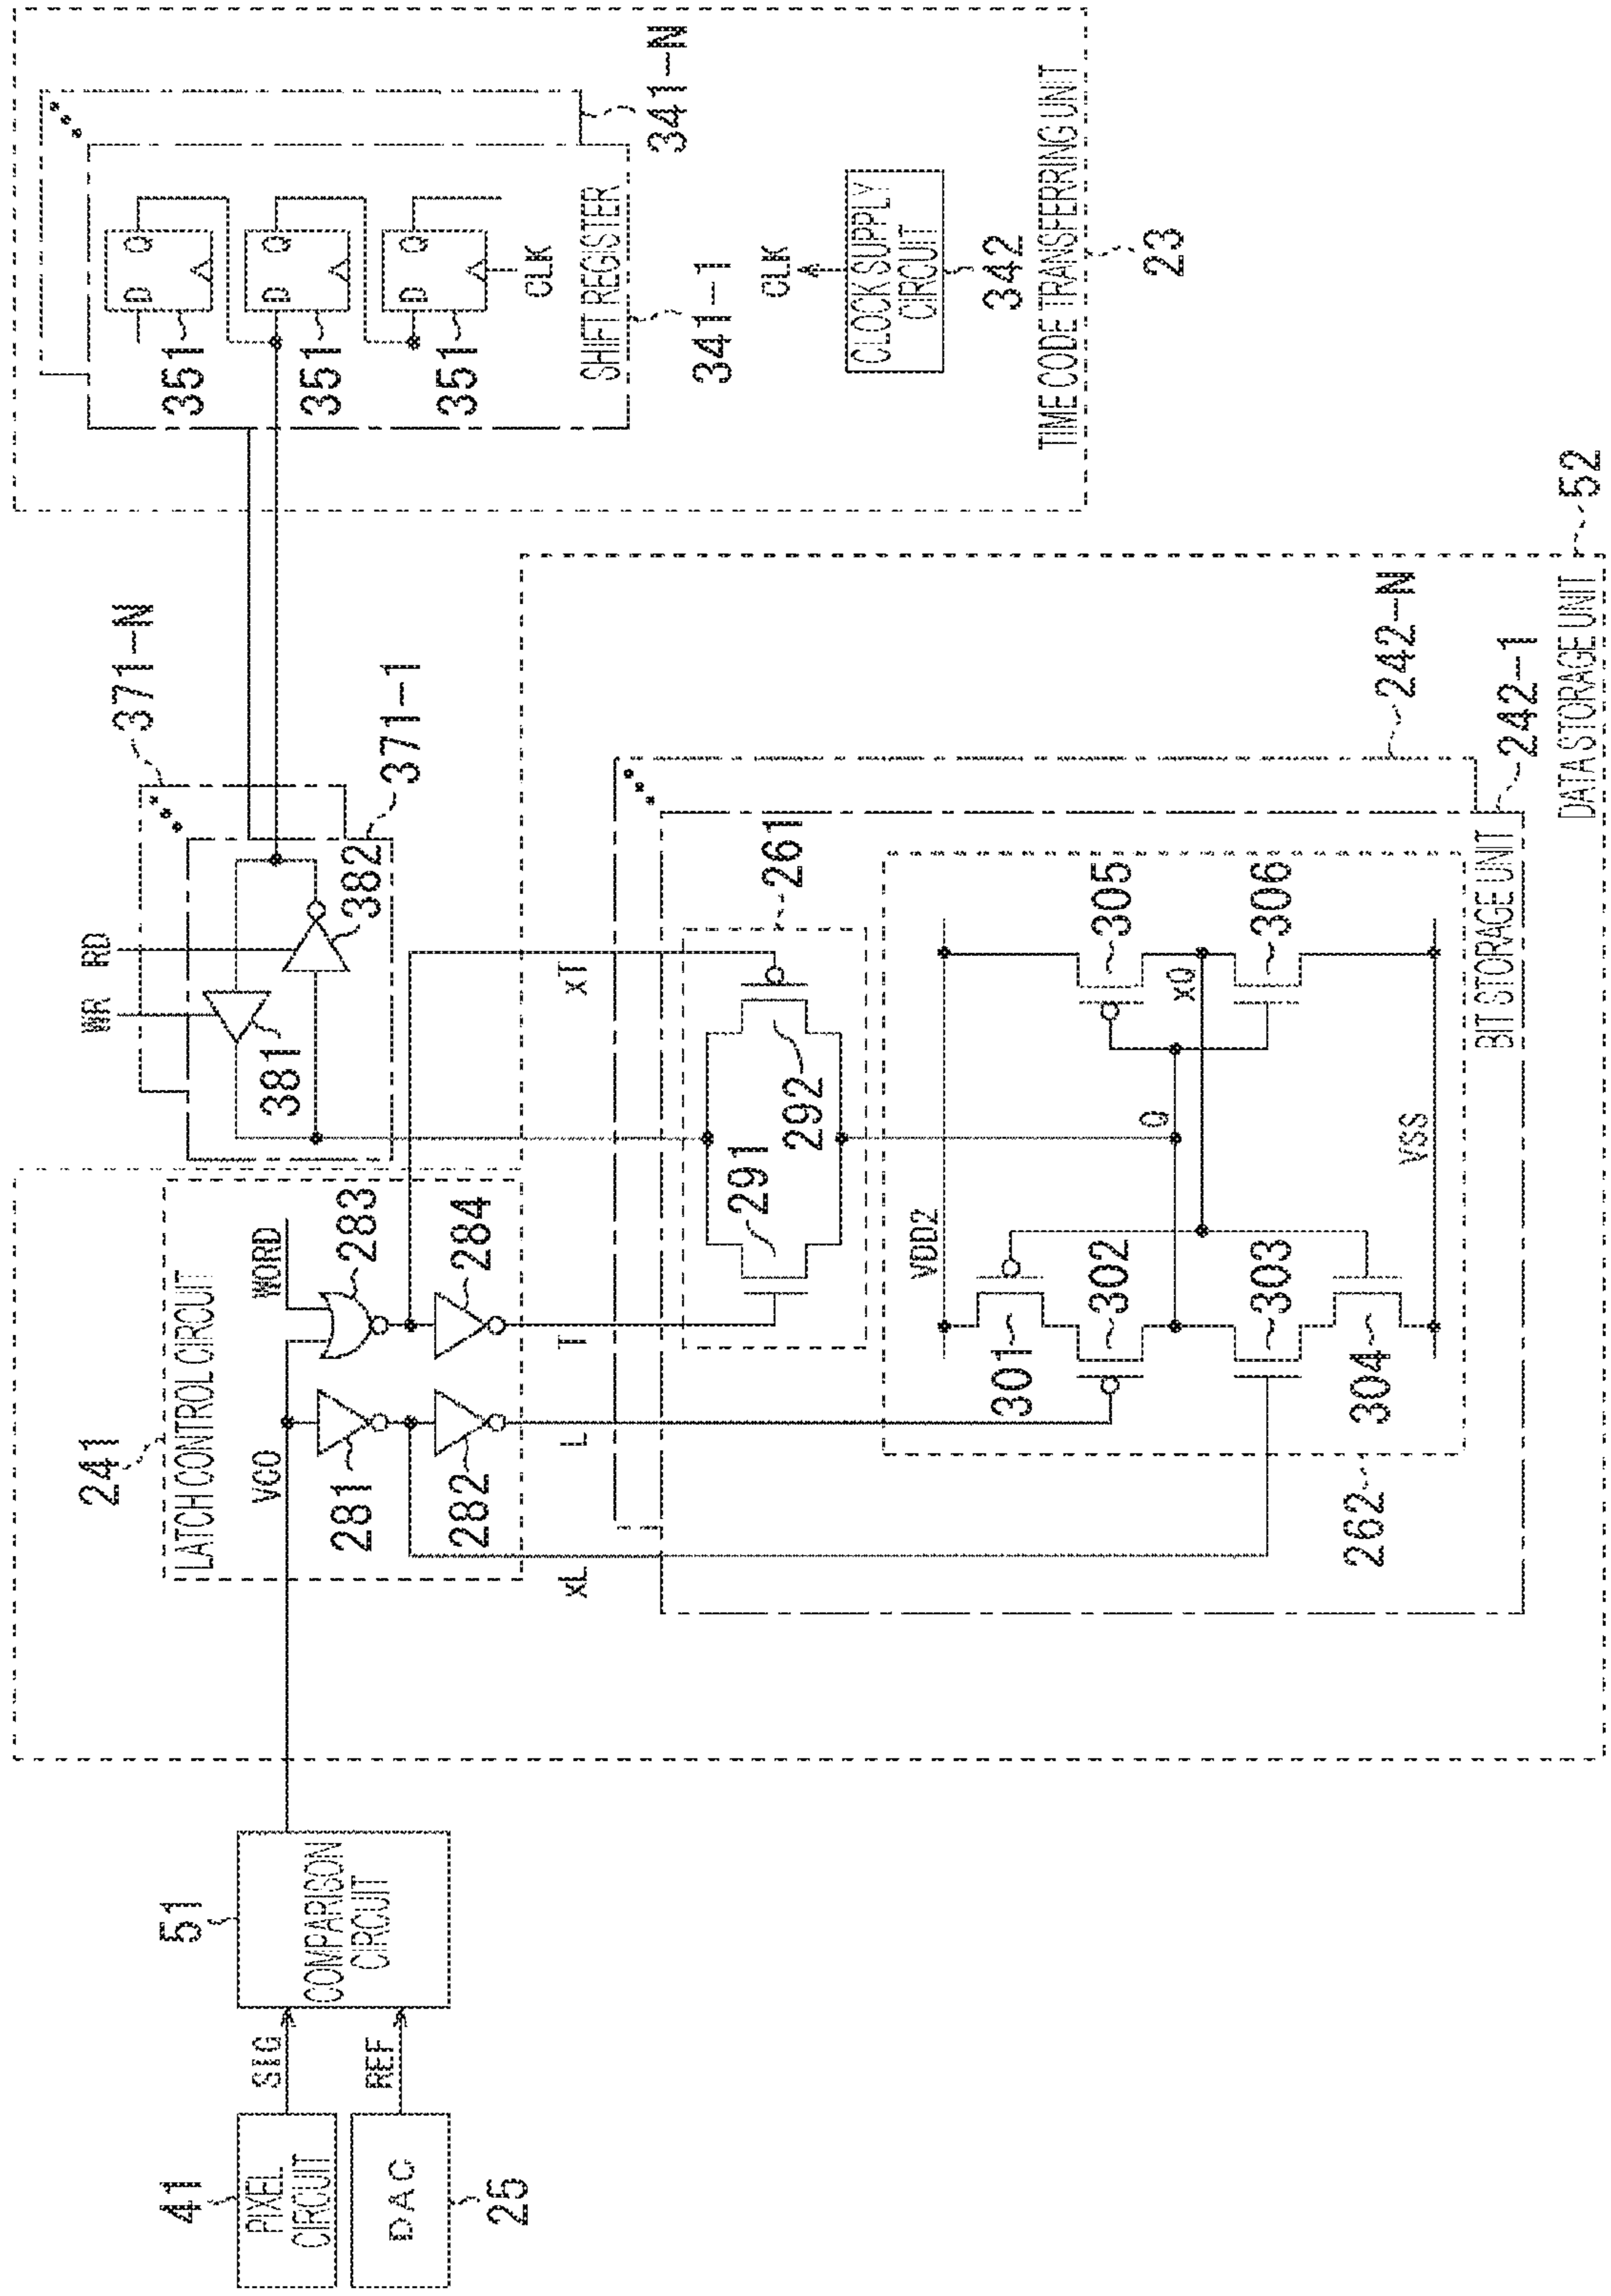 41
PIXEL
CIRCUIT
SIG
DAC
25
REF
51
COMPARISON
CIRCUIT
241
LATCH CONTROL CIRCUIT
VCO
WORD
281
282
283
284
xL
L
T
xT
WR
RD
381
382
371-N
371-1
291
292
261
VDD2
301
302
303
304
Q
xQ
305
306
VSS
262
BIT STORAGE UNIT
242-N
242-1
DATA STORAGE UNIT
52
D Q
351
D Q
351
D Q
351
CLK
SHIFT REGISTER
341-N
341-1
CLK
CLOCK SUPPLY
CIRCUIT
342
TIME CODE TRANSFERRING UNIT
23